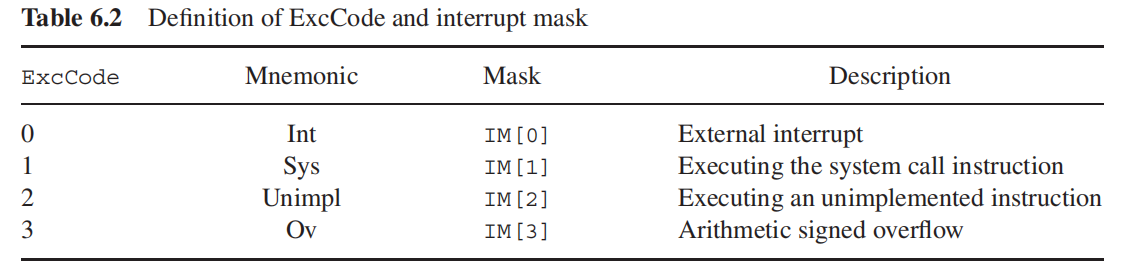 Table 6.2 Definition of ExcCode and interrupt mask
ExcCode Mnemonic Mask Description
0 Int IM[0] External interrupt
1 Sys IM[1] Executing the system call instruction
2 Unimpl IM[2] Executing an unimplemented instruction
3 Ov IM[3] Arithmetic signed overflow